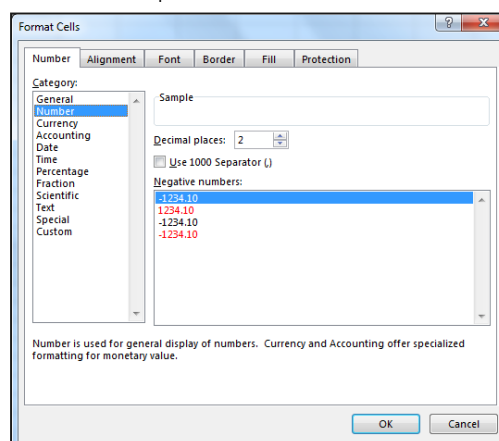 Format Cells
Number Alignment Font Border Fill Protection
Category:
General
Number
Currency
Accounting
Date
Time
Percentage
Fraction
Scientific
Text
Special
Custom
Sample
Decimal places: 2
Use 1000 Separator (,)
Negative numbers:
-1234.10
1234.10
-1234.10
-1234.10
Number is used for general display of numbers. Currency and Accounting offer specialized
formatting for monetary value.
OK Cancel